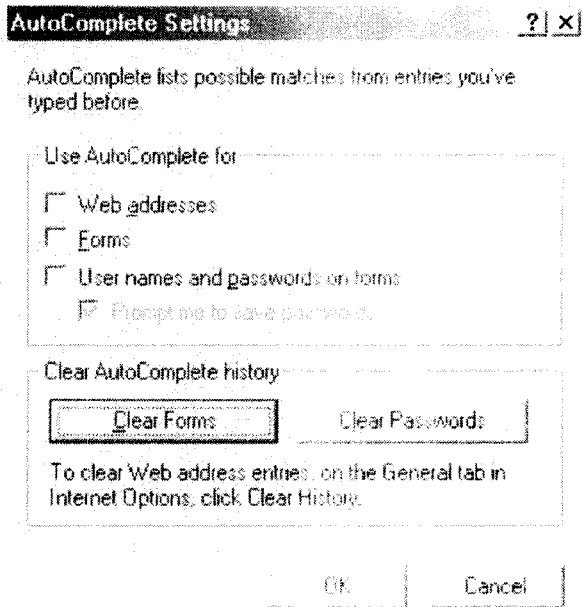 AutoComplete Settings
? ×
AutoComplete lists possible matches from entries you've
typed before.
Use AutoComplete for
Web addresses
Forms
User names and passwords on forms
Prompt me to save passwords
Clear AutoComplete history
Clear Forms Clear Passwords
To clear Web address entries, on the General tab in
Internet Options, click Clear History.
OK Cancel